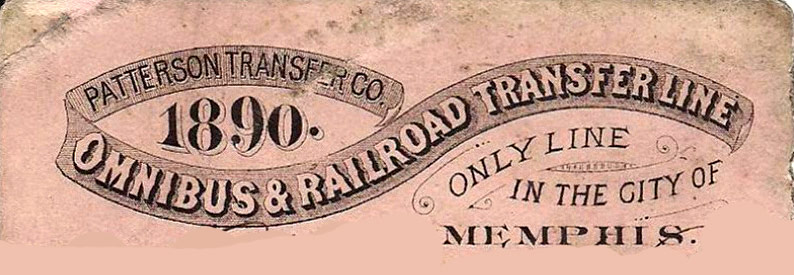 PATTERSON TRANSFER CO.
1890.
OMNIBUS & RAILROAD TRANSFER LINE
ONLY LINE
IN THE CITY OF
MEMPHIS.